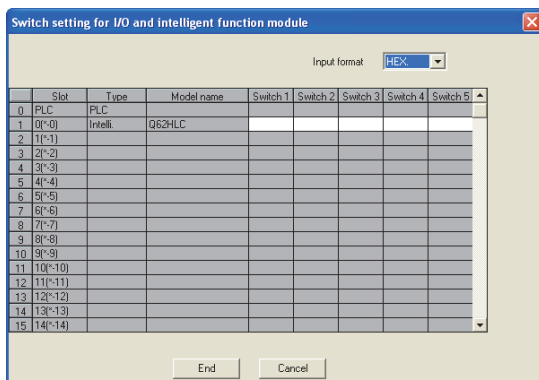 Switch setting for I/O and intelligent function module
Input format HEX.
Slot Type Model name Switch 1 Switch 2 Switch 3 Switch 4 Switch 5
0 PLC PLC
1 0(*-0) Intelli. Q62HLC
2 1(*-1)
3 2(*-2)
4 3(*-3)
5 4(*-4)
6 5(*-5)
7 6(*-6)
8 7(*-7)
9 8(*-8)
10 9(*-9)
11 10(*-10)
12 11(*-11)
13 12(*-12)
14 13(*-13)
15 14(*-14)
End Cancel